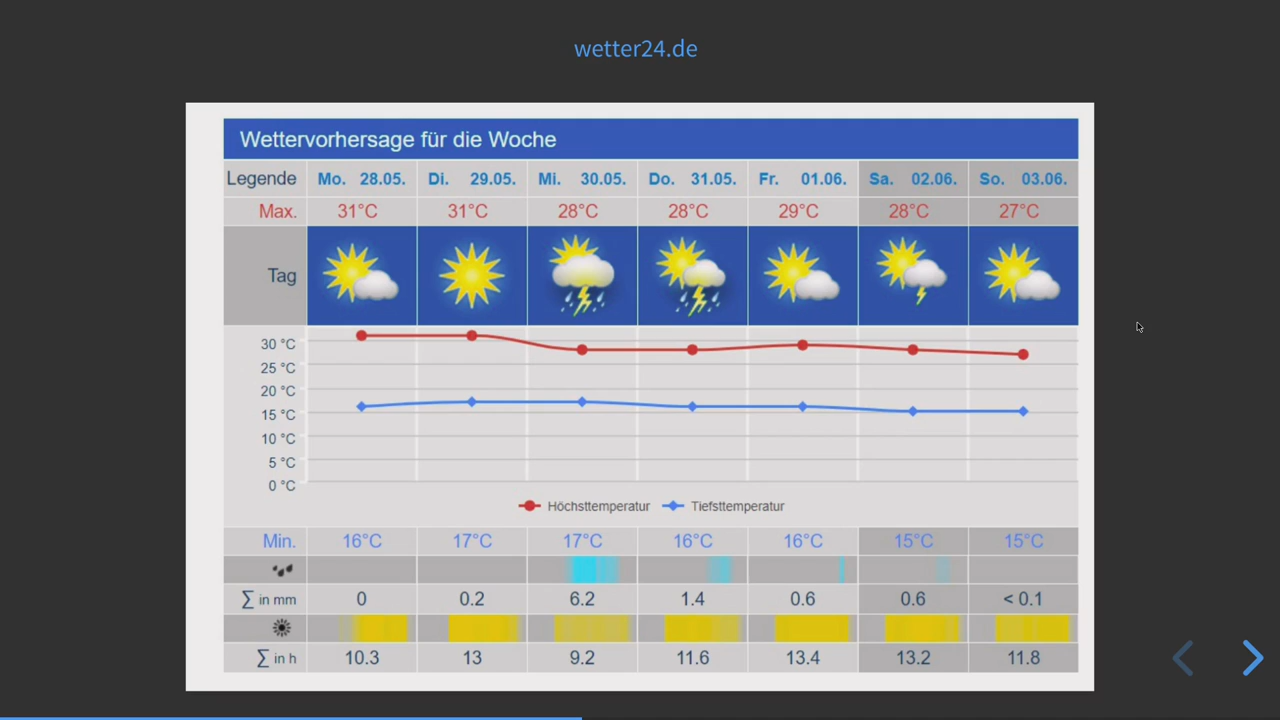 wetter24.de
Wettervorhersage für die Woche
Legende Mo. 28.05. Di. 29.05. Mi. 30.05. Do. 31.05. Fr. 01.06. Sa. 02.06. So. 03.06.
Max. 31°C 31°C 28°C 28°C 29°C 28°C 27°C
Tag
30 °C
25 °C
20 °C
15 °C
10 °C
5 °C
0 °C
Höchsttemperatur Tiefsttemperatur
Min. 16°C 17°C 17°C 16°C 16°C 15°C 15°C
∑ in mm 0 0.2 6.2 1.4 0.6 0.6 < 0.1
∑ in h 10.3 13 9.2 11.6 13.4 13.2 11.8